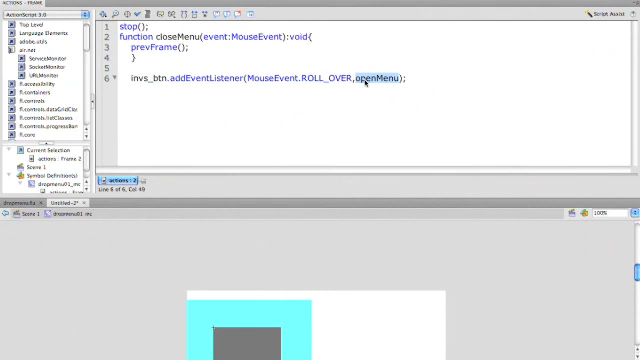 ACTIONS - FRAME
ActionScript 3.0
Top Level
Language Elements
adobe.utils
air.net
ServiceMonitor
SocketMonitor
URLMonitor
fl.accessibility
fl.containers
fl.controls
fl.controls.dataGridClas
fl.controls.listClasses
fl.controls.progressBarc
fl.core
Script Assist
1 stop();
2 function closeMenu(event:MouseEvent):void{
3 prevFrame();
4 }
5
6 invs_btn.addEventListener(MouseEvent.ROLL_OVER,openMenu);
Current Selection
actions : Frame 2
Scene 1
Symbol Definition(s)
dropmenu01_mc
actions : Fram
actions : 2
Line 6 of 6, Col 49
dropmenu.fla
Untitled-2*
Scene 1
dropmenu01_mc
100%